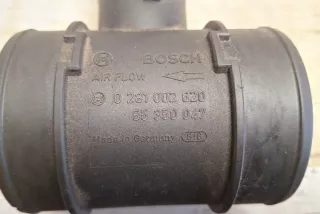 BOSCH
AIR FLOW
0 281 002 620
55 350 047
Made in Germany